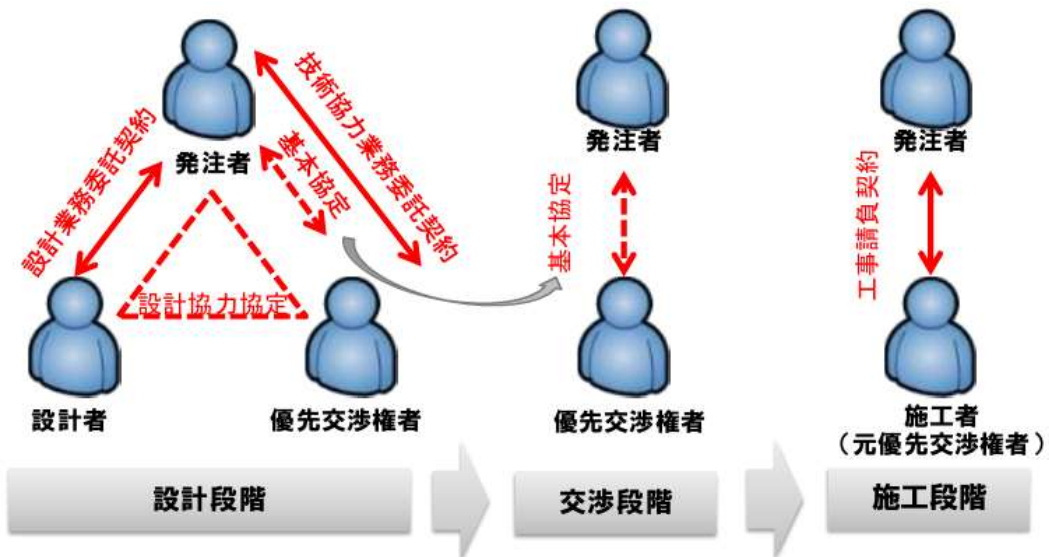 発注者
設計業務委託契約
基本協定
技術協力業務委託契約
設計協力協定
設計者
優先交渉権者
設計段階
発注者
基本協定
優先交渉権者
交渉段階
発注者
工事請負契約
施工者
（元優先交渉権者）
施工段階